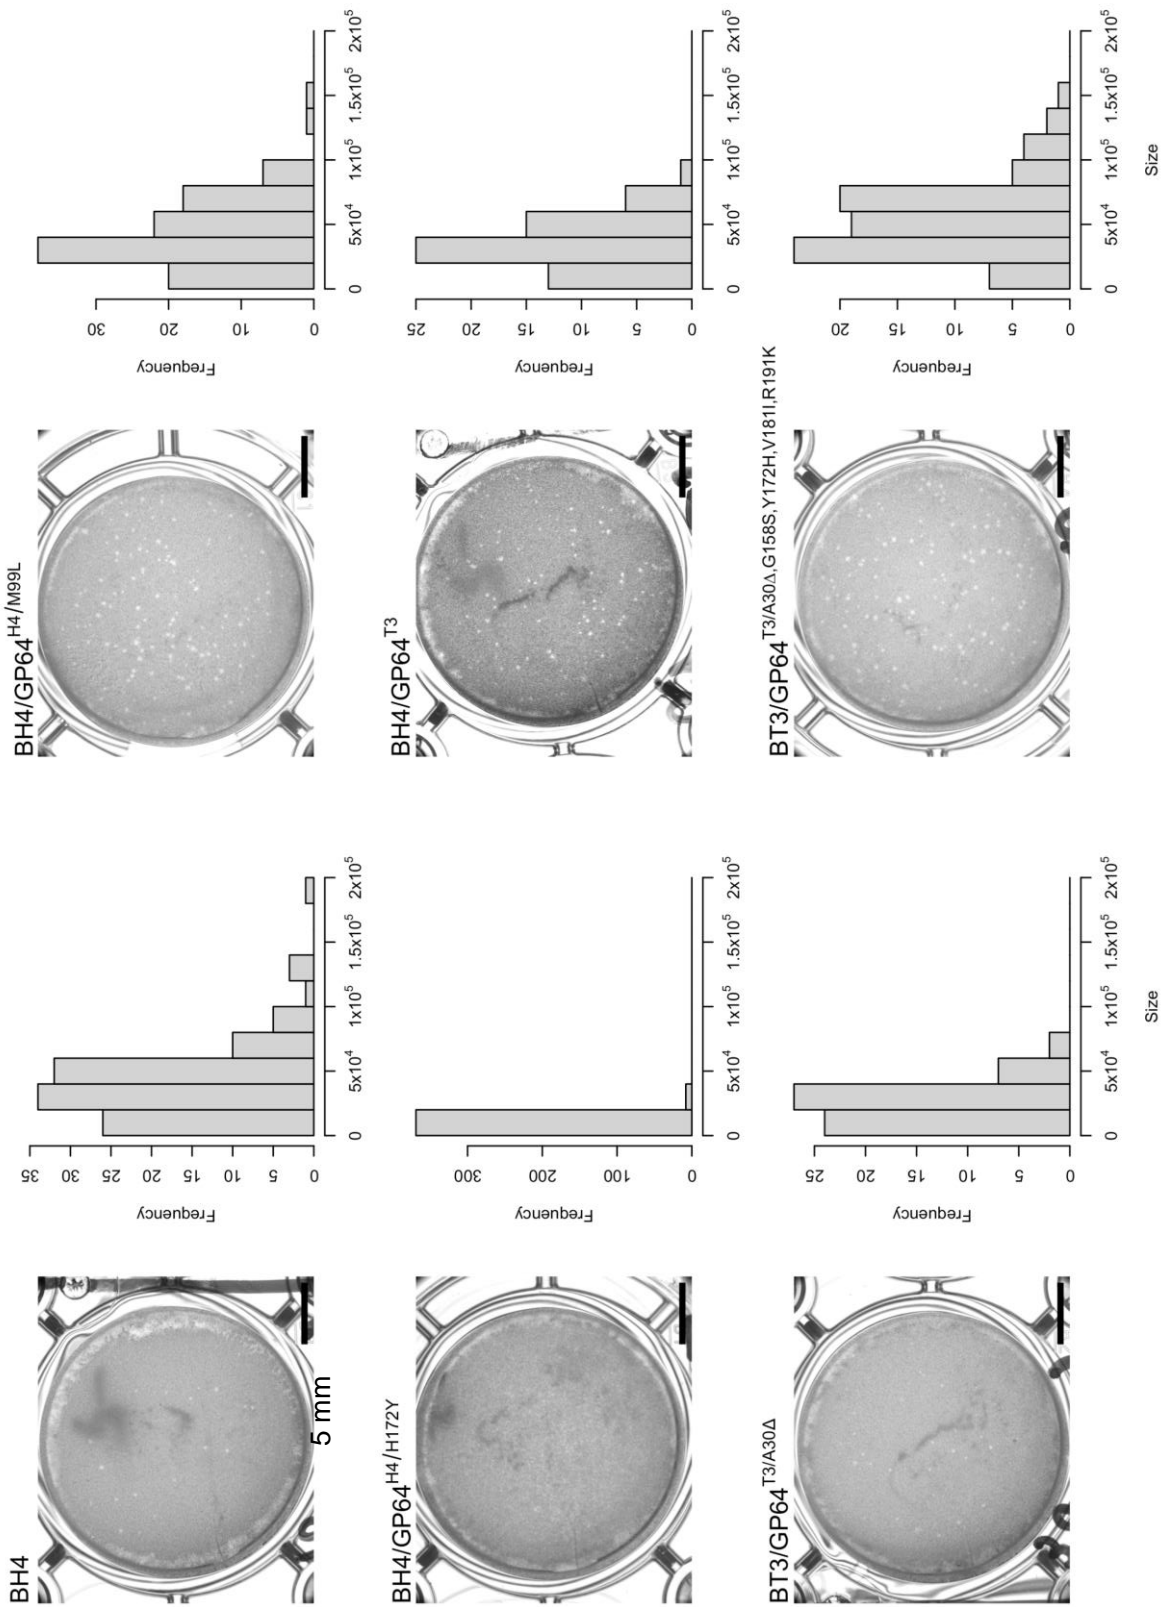 BH4
5 mm
Frequency
0
5
10
15
20
25
30
35
0
5x10⁴
1x10⁵
1.5x10⁵
2x10⁵
BH4/GP64^H4/M99L
Frequency
0
10
20
30
0
5x10⁴
1x10⁵
1.5x10⁵
2x10⁵
BH4/GP64^H4/H172Y
Frequency
0
100
200
300
0
5x10⁴
1x10⁵
1.5x10⁵
2x10⁵
BH4/GP64^T3
Frequency
0
5
10
15
20
25
0
5x10⁴
1x10⁵
1.5x10⁵
2x10⁵
BT3/GP64^T3/A30Δ
Frequency
0
5
10
15
20
25
0
5x10⁴
1x10⁵
1.5x10⁵
2x10⁵
Size
BT3/GP64^T3/A30Δ,G158S,Y172H,V181I,R191K
Frequency
0
5
10
15
20
0
5x10⁴
1x10⁵
1.5x10⁵
2x10⁵
Size